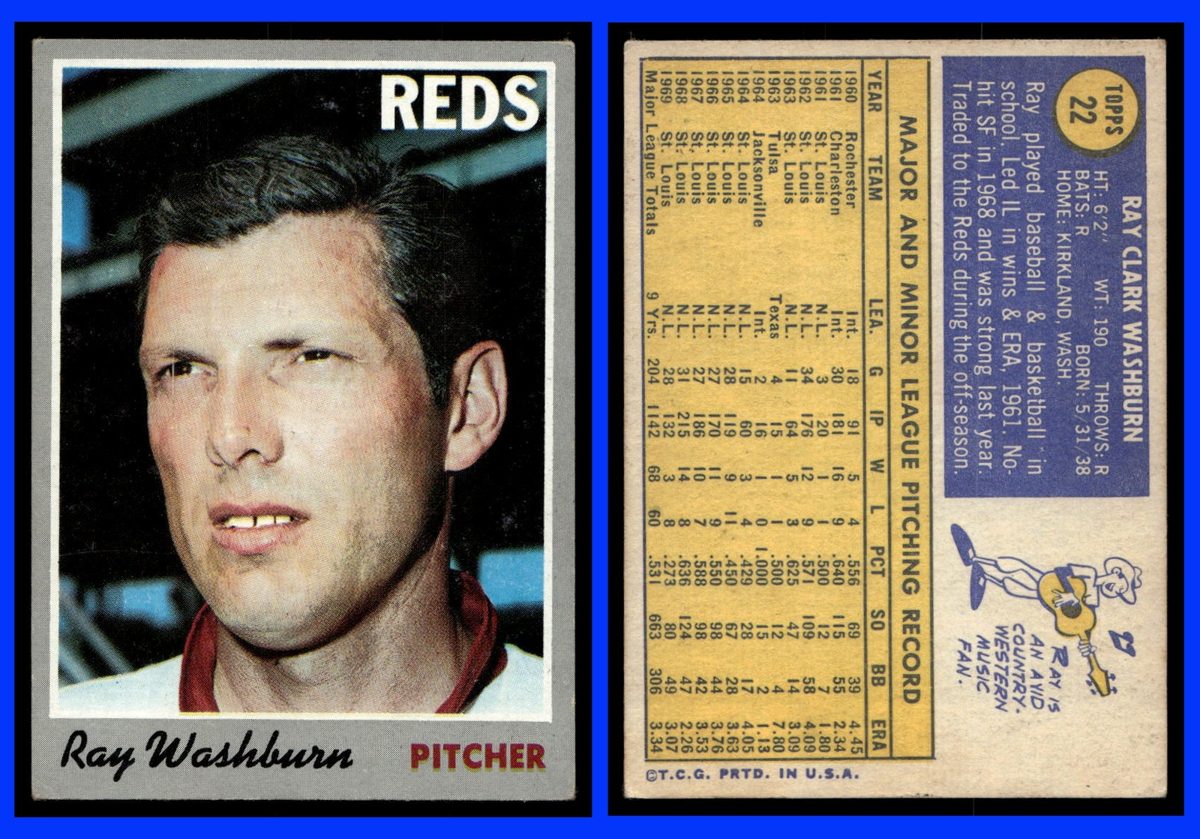 REDS
Ray Washburn
PITCHER
TOPPS
22
RAY CLARK WASHBURN
HT. 6'2" WT. 190 THROWS: R
BATS: R BORN: 5/31/38
HOME: KIRKLAND, WASH.
Ray played baseball & basketball in
school. Led IL in wins & ERA, 1961. No-
hit SF in 1968 and was strong last year.
Traded to the Reds during the off-season.
RAY IS
AN AVID
COUNTRY-
WESTERN
MUSIC
FAN.
MAJOR AND MINOR LEAGUE PITCHING RECORD
YEAR TEAM LEA G IP W L PCT SO BB ERA
1960 Rochester Int. 18 91 5 4 .556 69 39 4.45
1961 Charleston Int. 30 181 16 9 .640 115 55 2.34
1961 St. Louis N.L. 3 20 1 1 .500 12 7 1.80
1962 St. Louis N.L. 34 176 12 9 .571 109 58 4.09
1963 St. Louis N.L. 11 64 5 3 .625 47 14 3.09
1963 Tulsa Texas 4 15 1 1 .500 12 4 7.80
1964 Jacksonville Int. 2 16 1 0 1.000 15 2 1.13
1964 St. Louis N.L. 15 60 3 4 .429 28 17 4.05
1965 St. Louis N.L. 28 119 9 11 .450 67 28 3.63
1966 St. Louis N.L. 27 170 11 9 .550 98 44 3.76
1967 St. Louis N.L. 27 186 10 7 .588 98 42 3.53
1968 St. Louis N.L. 31 215 14 8 .636 124 47 2.26
1969 St. Louis N.L. 28 132 3 8 .273 80 49 3.07
Major League Totals 9 Yrs. 204 1142 68 60 .531 663 306 3.34
©T.C.G. PRTD. IN U.S.A.